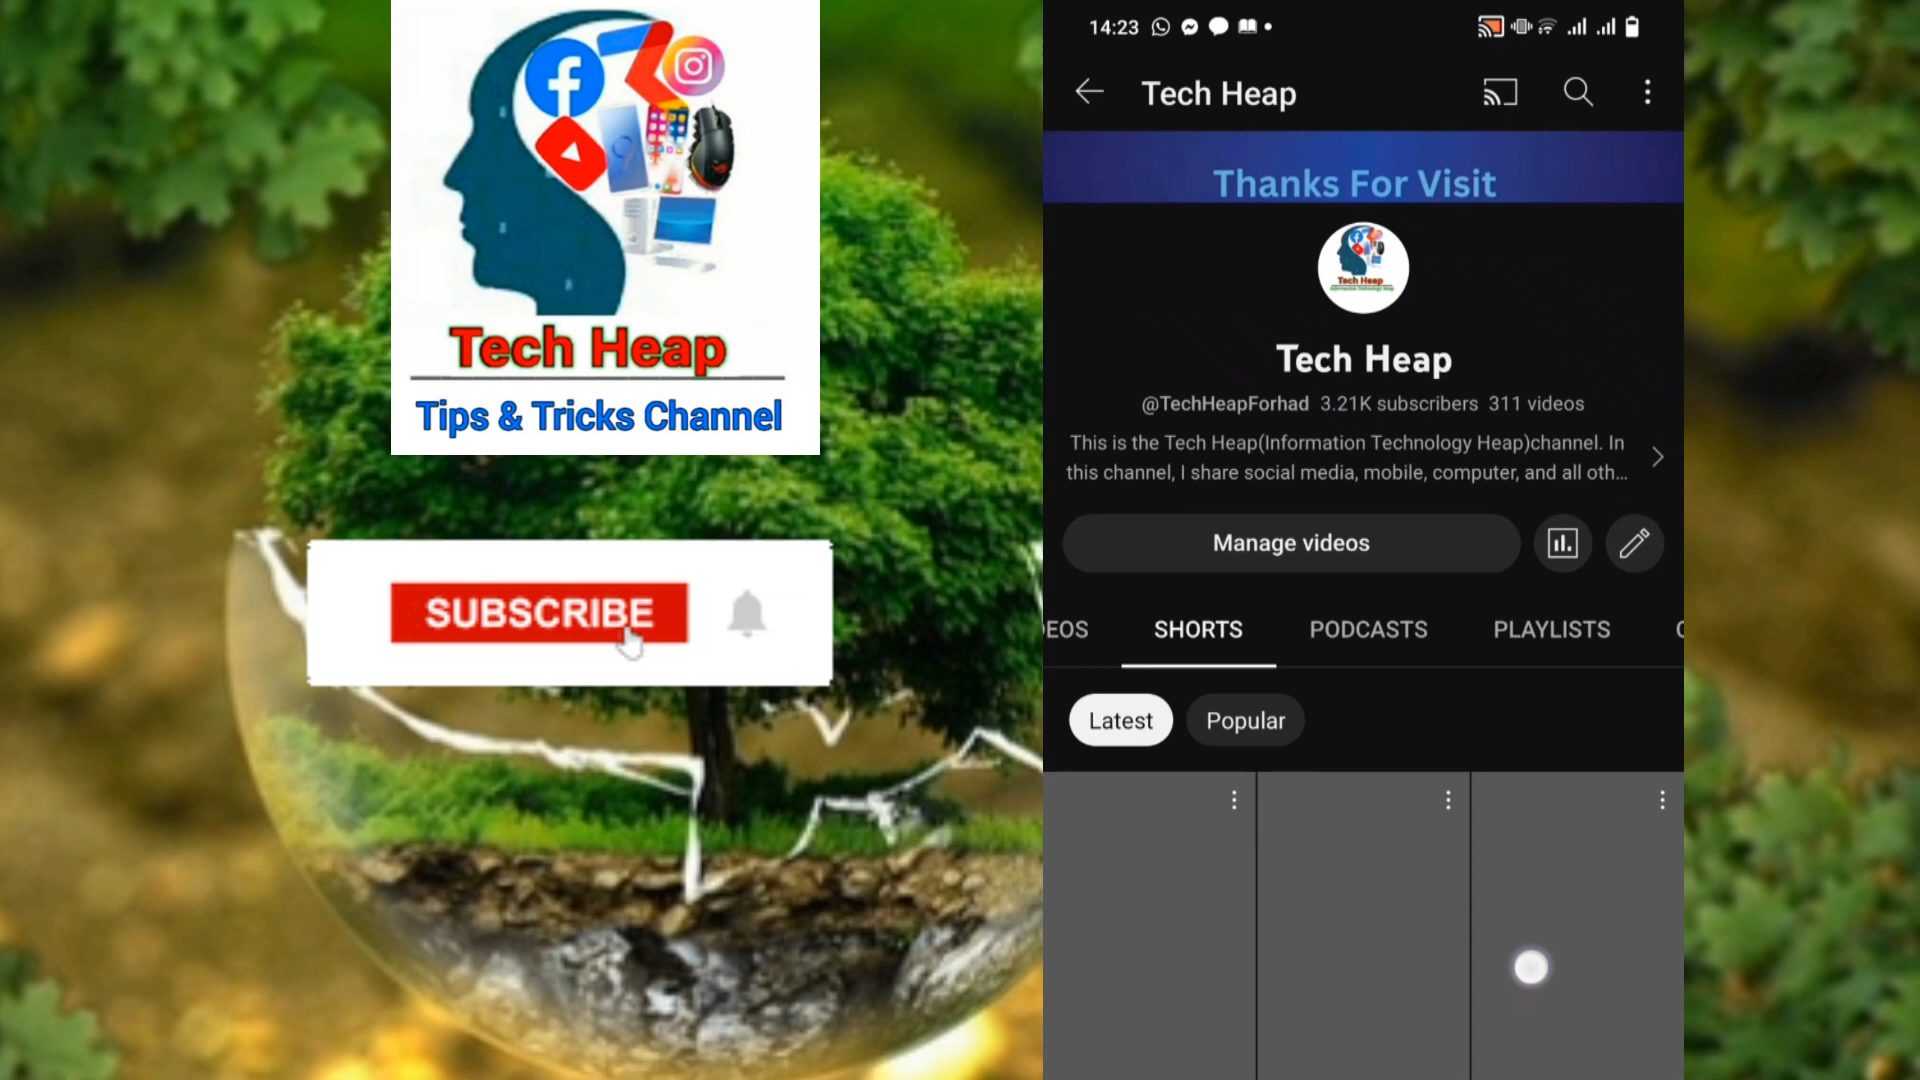 Tech Heap
Tips & Tricks Channel
SUBSCRIBE
14:23
Tech Heap
Thanks For Visit
Tech Heap
Tech Heap
@TechHeapForhad 3.21K subscribers 311 videos
This is the Tech Heap(Information Technology Heap)channel. In
this channel, I share social media, mobile, computer, and all oth...
Manage videos
EOS SHORTS PODCASTS PLAYLISTS
Latest Popular